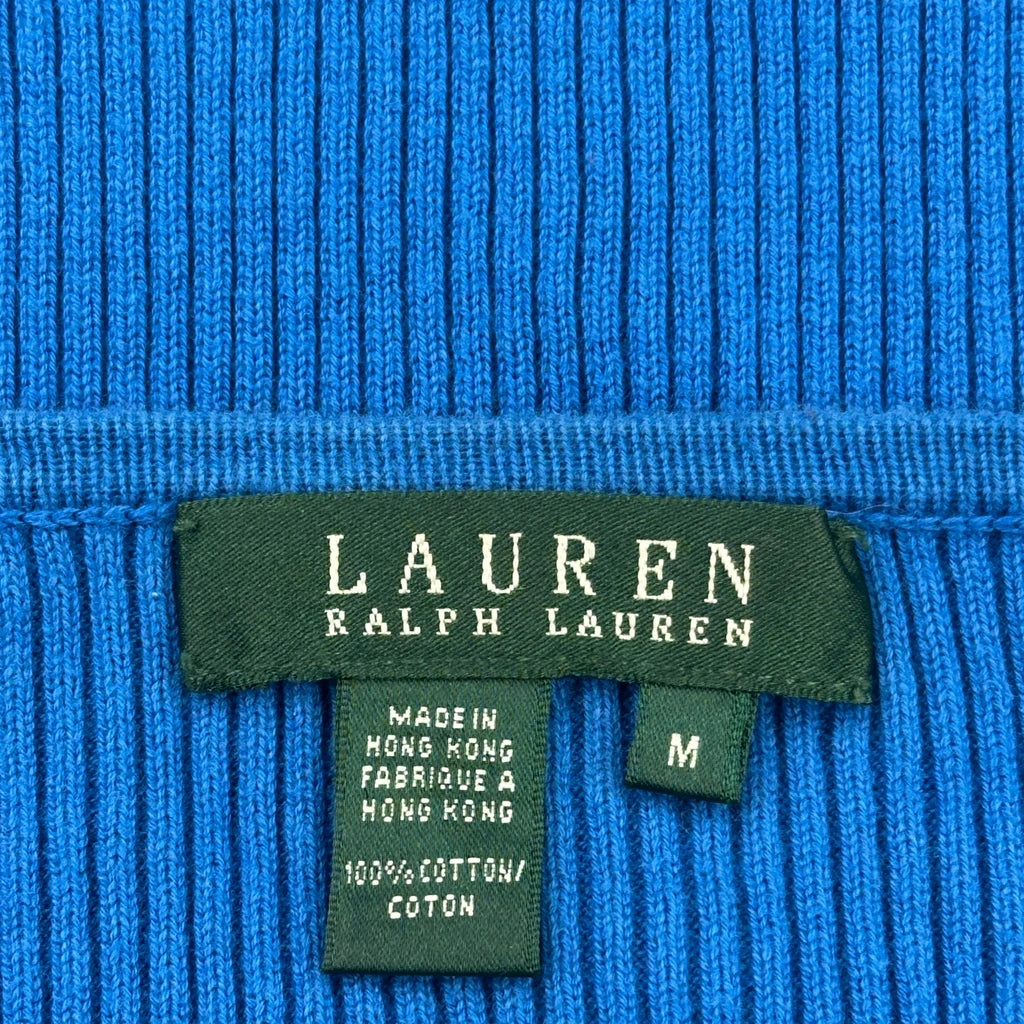 LAUREN
RALPH LAUREN
MADE IN
HONG KONG
FABRIQUE A
HONG KONG
100% COTTON/
COTON
M